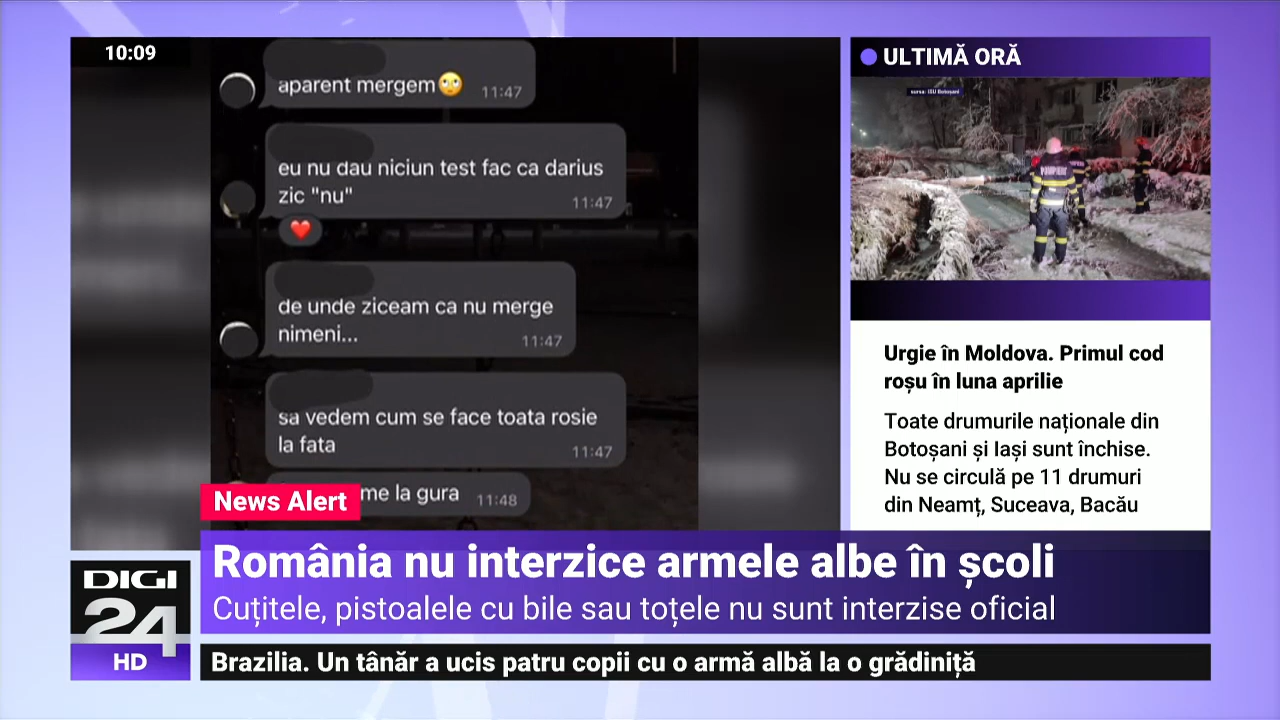 10:09
aparent mergem🙄 11:47
eu nu dau niciun test fac ca darius
zic "nu"
11:47
❤️
de unde ziceam ca nu merge
nimeni...
11:47
sa vedem cum se face toata rosie
la fata
11:47
me la gura 11:48
ULTIMĂ ORĂ
sursa: ISU Botoșani
POMPIERII
Urgie în Moldova. Primul cod
roșu în luna aprilie
Toate drumurile naționale din
Botoșani și Iași sunt închise.
Nu se circulă pe 11 drumuri
din Neamț, Suceava, Bacău
News Alert
România nu interzice armele albe în școli
Cuțitele, pistoalele cu bile sau toțele nu sunt interzise oficial
DIGI
24
HD
Brazilia. Un tânăr a ucis patru copii cu o armă albă la o grădiniță